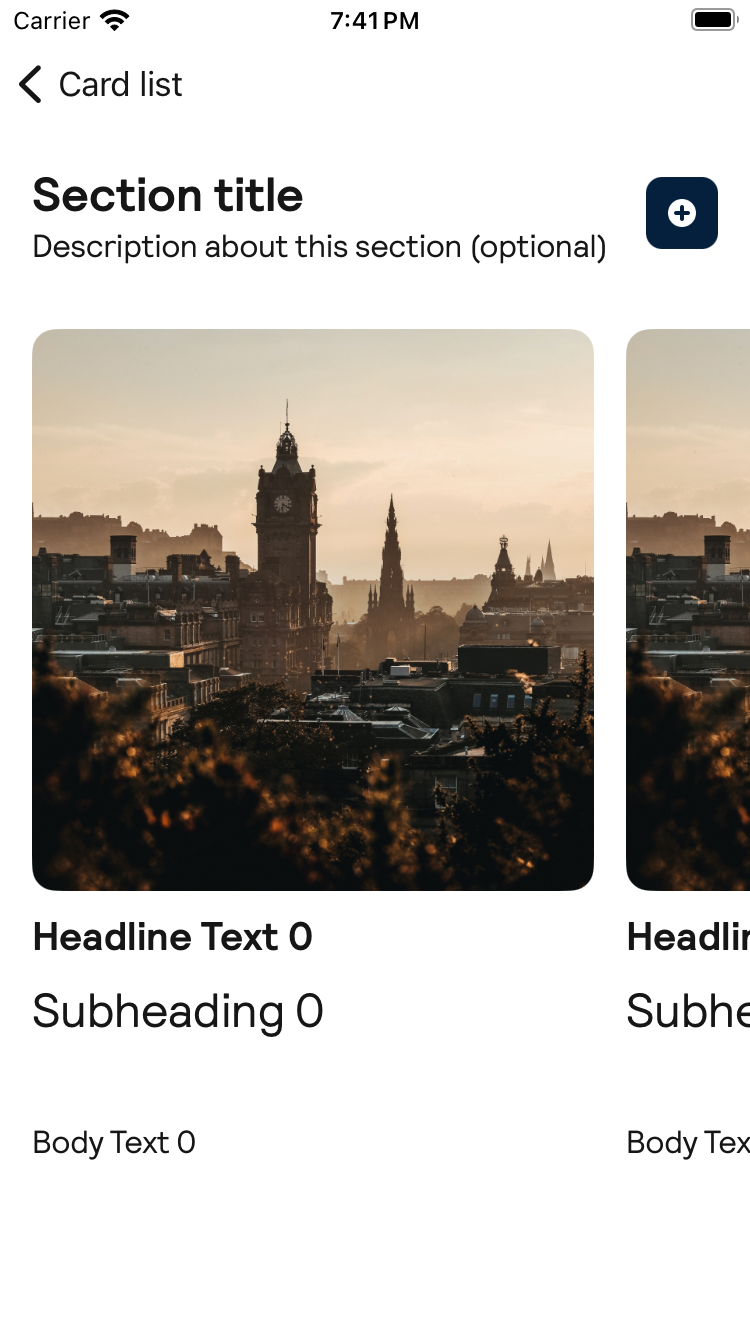 Carrier 7:41 PM
Card list
Section title
Description about this section (optional)
Headline Text 0
Subheading 0
Body Text 0
Headlin
Subhe
Body Tex